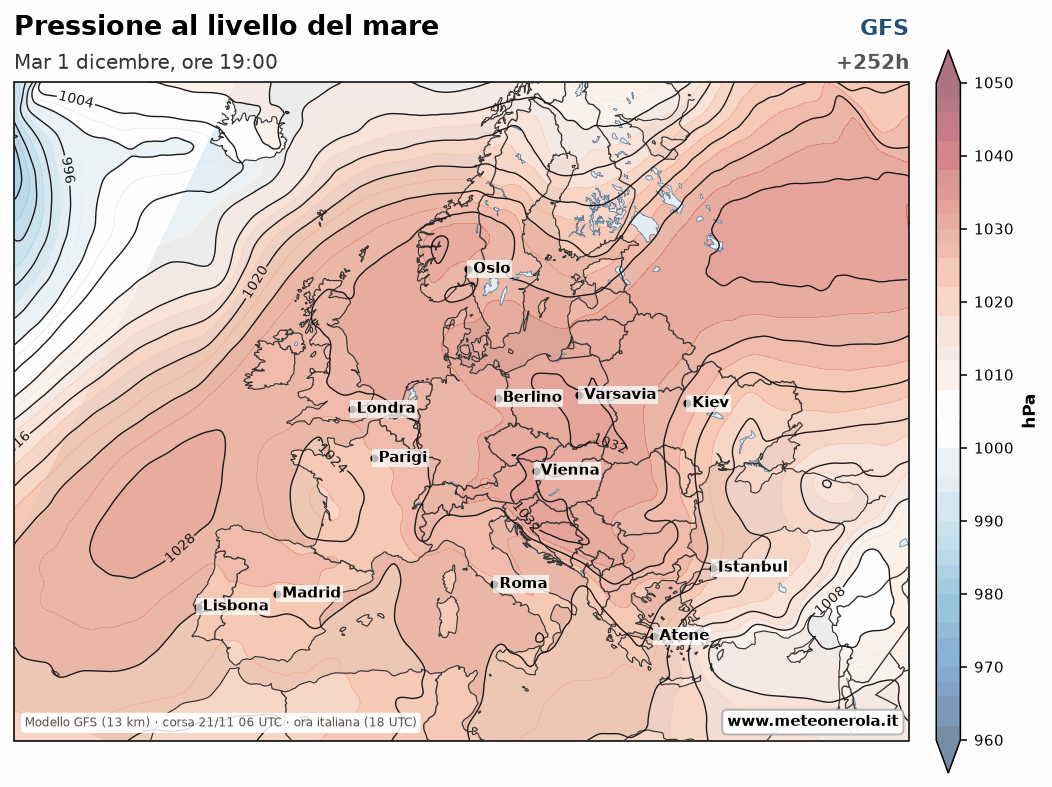 Pressione al livello del mare
GFS
Mar 1 dicembre, ore 19:00
+252h
1004
996
1020
16
1024
1028
1032
1032
1008
Oslo
Londra
Berlino
Varsavia
Kiev
Parigi
Vienna
Istanbul
Roma
Madrid
Lisbona
Atene
Modello GFS (13 km) · corsa 21/11 06 UTC · ora italiana (18 UTC)
www.meteonerola.it
1050
1040
1030
1020
1010
1000
990
980
970
960
hPa